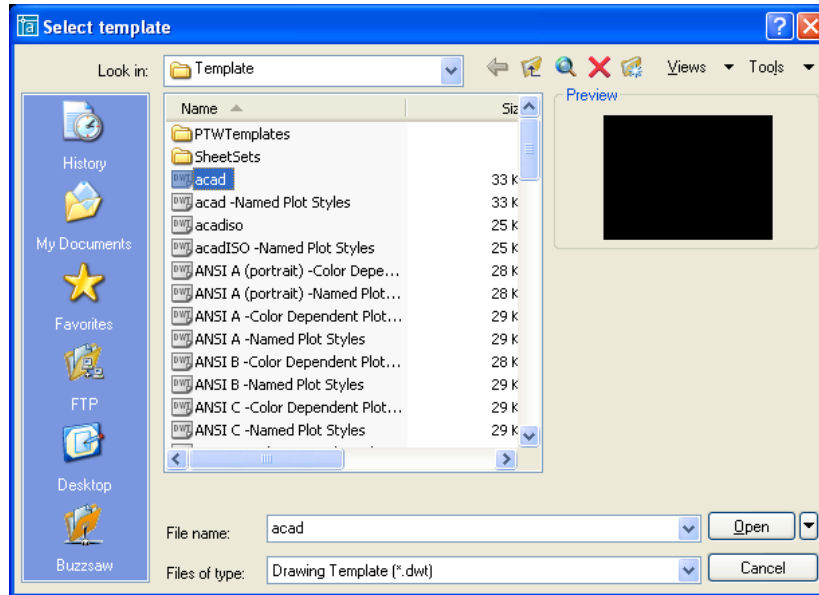 Select template
Look in: Template Views Tools
Name Siz Preview
PTWTemplates
SheetSets
acad 33 K
acad -Named Plot Styles 33 K
acadiso 25 K
acadISO -Named Plot Styles 25 K
ANSI A (portrait) -Color Depe... 28 K
ANSI A (portrait) -Named Plot... 28 K
ANSI A -Color Dependent Plot... 29 K
ANSI A -Named Plot Styles 29 K
ANSI B -Color Dependent Plot... 28 K
ANSI B -Named Plot Styles 29 K
ANSI C -Color Dependent Plot... 29 K
ANSI C -Named Plot Styles 29 K
History
My Documents
Favorites
FTP
Desktop
Buzzsaw
File name: acad Open
Files of type: Drawing Template (*.dwt) Cancel